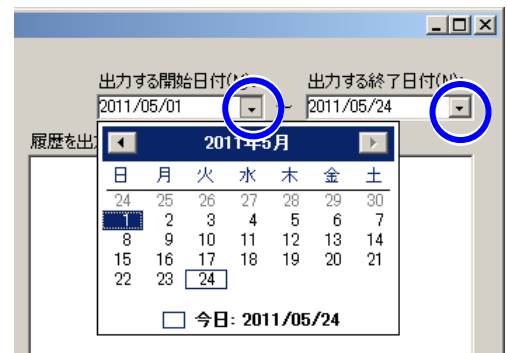 出力する開始日付 出力する終了日付
2011/05/01 ～ 2011/05/24
履歴を出
2011年5月
日 月 火 水 木 金 土
24 25 26 27 28 29 30
1 2 3 4 5 6 7
8 9 10 11 12 13 14
15 16 17 18 19 20 21
22 23 24
今日: 2011/05/24